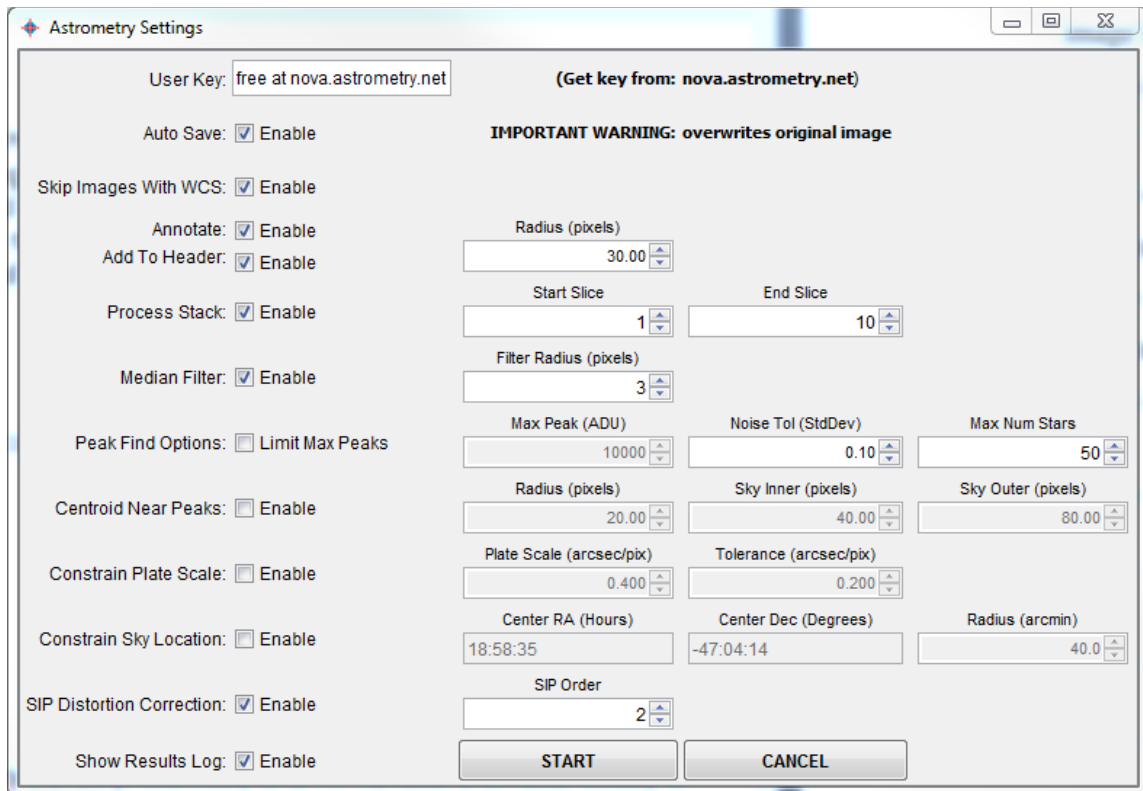 Astrometry Settings
User Key: free at nova.astrometry.net (Get key from: nova.astrometry.net)
Auto Save: Enable IMPORTANT WARNING: overwrites original image
Skip Images With WCS: Enable
Annotate: Enable Radius (pixels)
Add To Header: Enable 30.00
Start Slice End Slice
Process Stack: Enable 1 10
Filter Radius (pixels)
Median Filter: Enable 3
Max Peak (ADU) Noise Tol (StdDev) Max Num Stars
Peak Find Options: Limit Max Peaks 10000 0.10 50
Radius (pixels) Sky Inner (pixels) Sky Outer (pixels)
Centroid Near Peaks: Enable 20.00 40.00 80.00
Plate Scale (arcsec/pix) Tolerance (arcsec/pix)
Constrain Plate Scale: Enable 0.400 0.200
Center RA (Hours) Center Dec (Degrees) Radius (arcmin)
Constrain Sky Location: Enable 18:58:35 -47:04:14 40.0
SIP Order
SIP Distortion Correction: Enable 2
Show Results Log: Enable START CANCEL